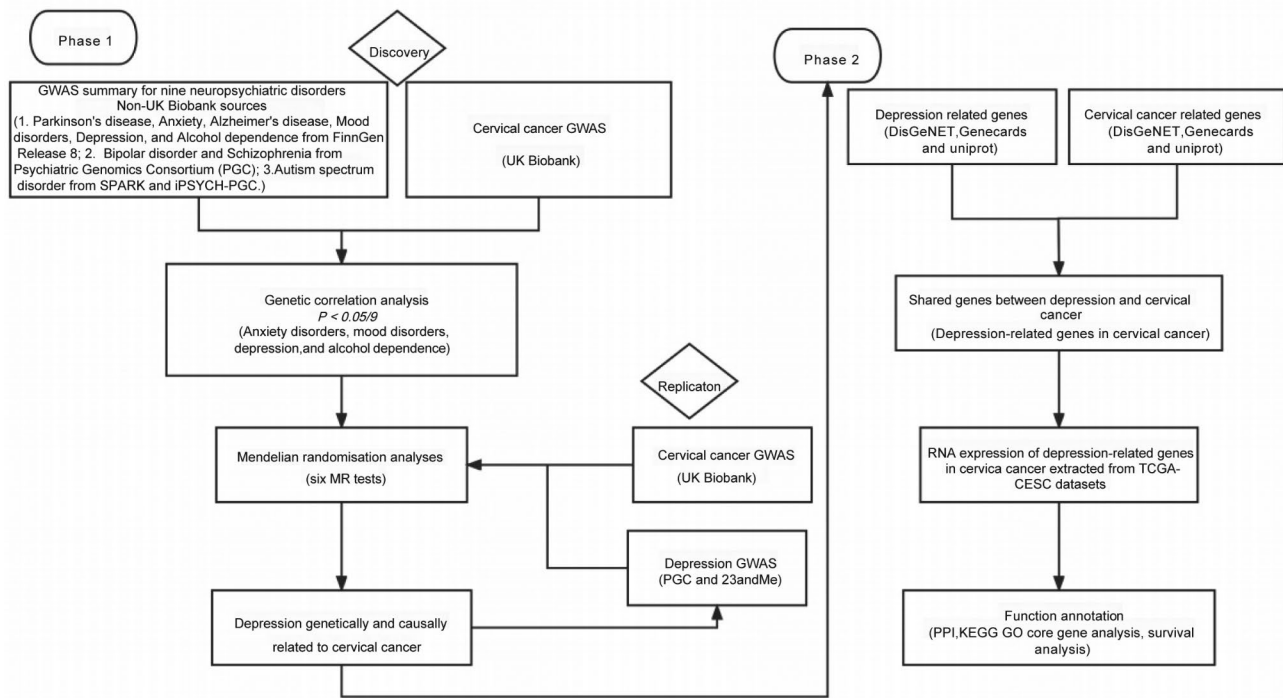 Phase 1
Discovery
GWAS summary for nine neuropsychiatric disorders
Non-UK Biobank sources
(1. Parkinson's disease, Anxiety, Alzheimer's disease, Mood
disorders, Depression, and Alcohol dependence from FinnGen
Release 8; 2. Bipolar disorder and Schizophrenia from
Psychiatric Genomics Consortium (PGC); 3.Autism spectrum
disorder from SPARK and iPSYCH-PGC.)
Cervical cancer GWAS
(UK Biobank)
Genetic correlation analysis
P < 0.05/9
(Anxiety disorders, mood disorders,
depression,and alcohol dependence)
Replicaton
Mendelian randomisation analyses
(six MR tests)
Cervical cancer GWAS
(UK Biobank)
Depression GWAS
(PGC and 23andMe)
Depression genetically and causally
related to cervical cancer
Phase 2
Depression related genes
(DisGeNET,Genecards
and uniprot)
Cervical cancer related genes
(DisGeNET,Genecards
and uniprot)
Shared genes between depression and cervical
cancer
(Depression-related genes in cervical cancer)
RNA expression of depression-related genes
in cervica cancer extracted from TCGA-
CESC datasets
Function annotation
(PPI,KEGG GO core gene analysis, survival
analysis)